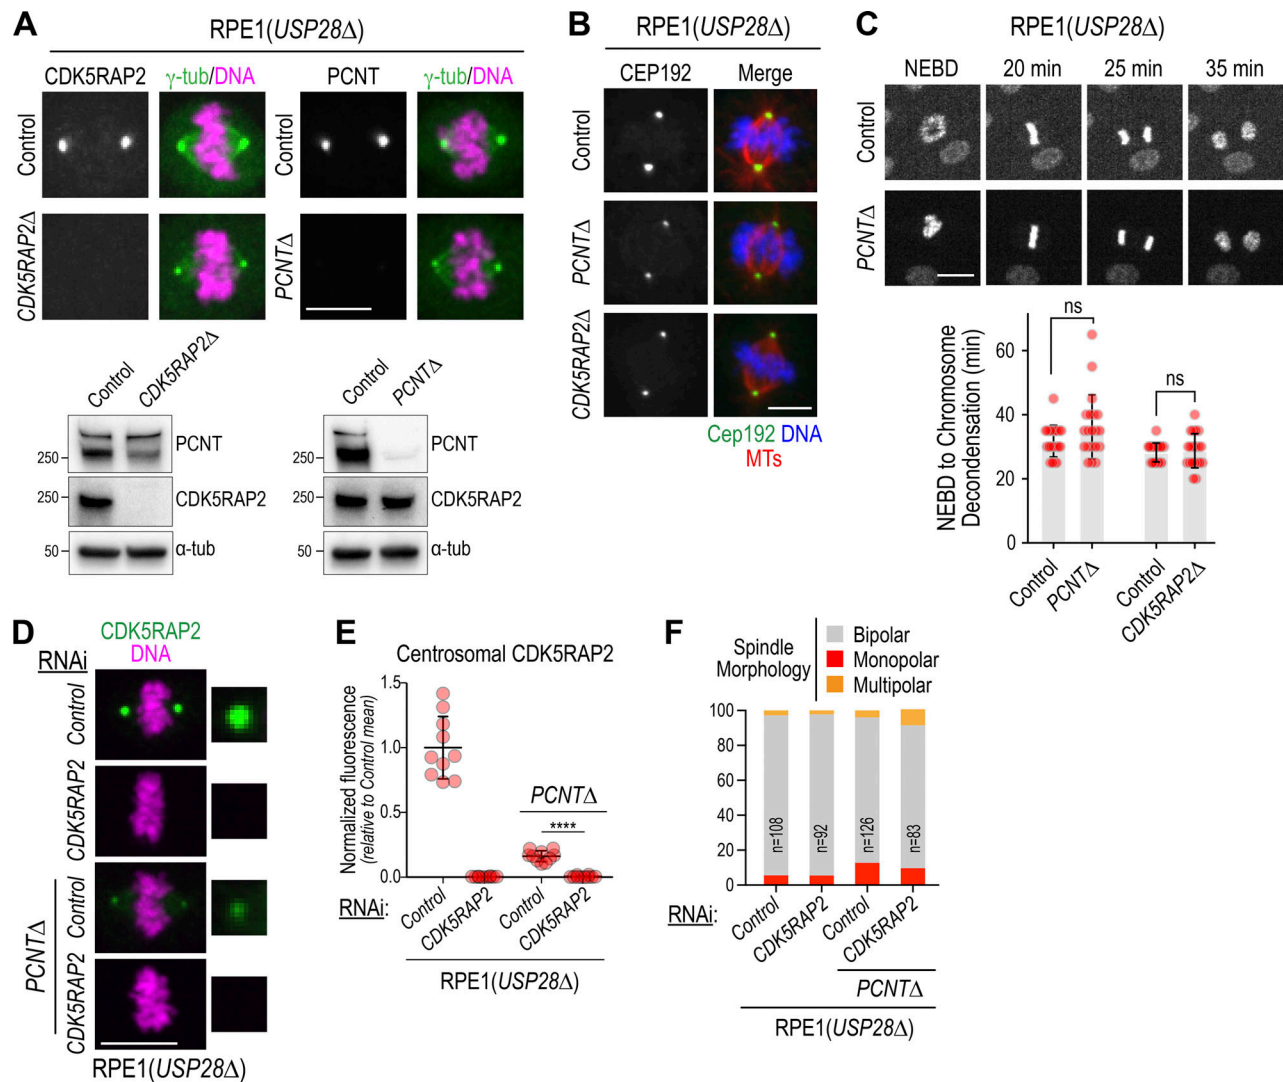 A
RPE1(USP28Δ)
CDK5RAP2
γ-tub/DNA
PCNT
γ-tub/DNA
Control
Control
CDK5RAP2Δ
PCNTΔ
Control
CDK5RAP2Δ
250
PCNT
250
CDK5RAP2
50
α-tub
Control
PCNTΔ
250
PCNT
250
CDK5RAP2
50
α-tub
B
RPE1(USP28Δ)
CEP192
Merge
Control
PCNTΔ
CDK5RAP2Δ
Cep192 DNA
MTs
C
RPE1(USP28Δ)
NEBD
20 min
25 min
35 min
Control
PCNTΔ
NEBD to Chromosome
Decondensation (min)
60
40
20
0
ns
ns
Control
PCNTΔ
Control
CDK5RAP2Δ
D
CDK5RAP2
DNA
RNAi
Control
CDK5RAP2
Control
CDK5RAP2
PCNTΔ
RPE1(USP28Δ)
E
Centrosomal CDK5RAP2
Normalized fluorescence
(relative to Control mean)
1.5
1.0
0.5
0.0
PCNTΔ
****
RNAi:
Control
CDK5RAP2
Control
CDK5RAP2
RPE1(USP28Δ)
F
Spindle
Morphology
Bipolar
Monopolar
Multipolar
100
80
60
40
20
0
n=108
n=92
n=126
n=83
RNAi:
Control
CDK5RAP2
Control
CDK5RAP2
PCNTΔ
RPE1(USP28Δ)